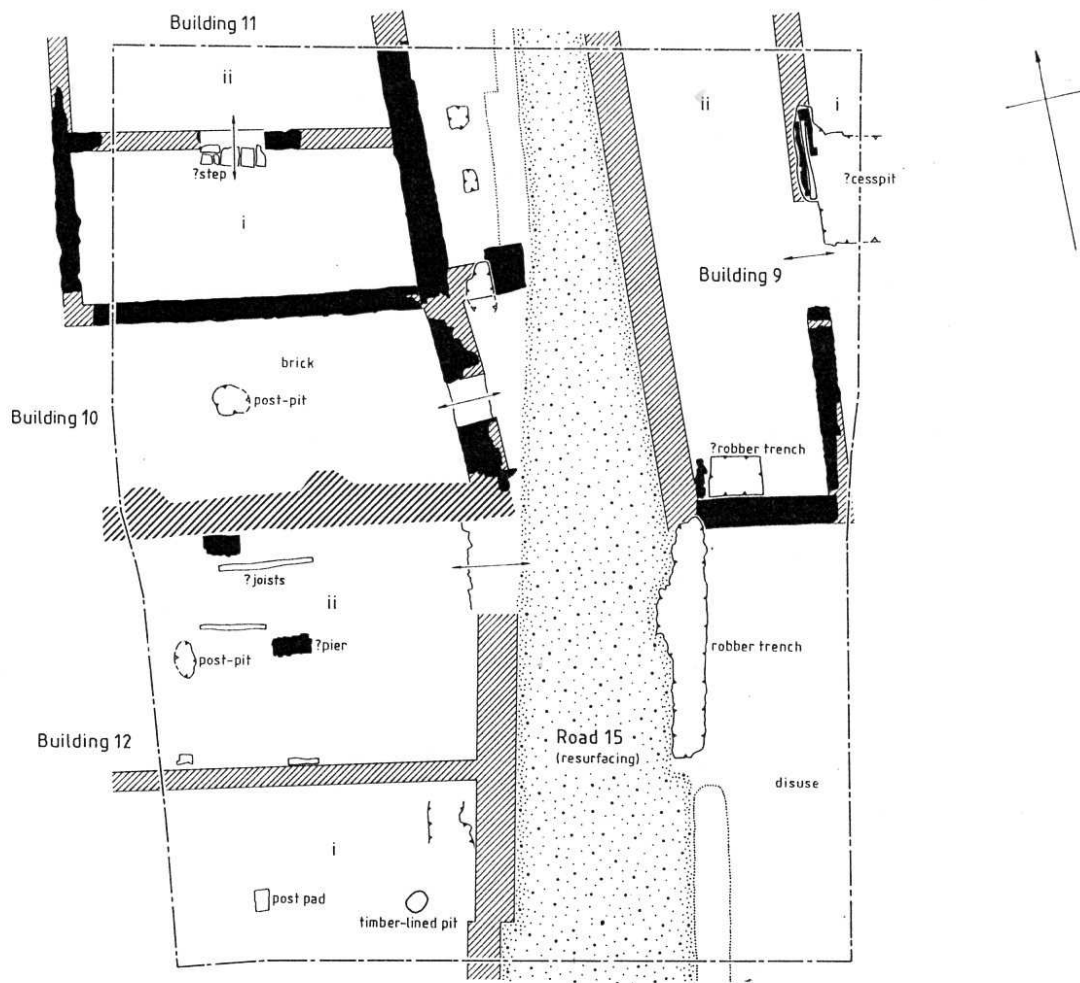 Building 11
ii
?step
i
ii
i
?cesspit
Building 9
brick
post-pit
Building 10
?robber trench
?joists
ii
post-pit
?pier
robber trench
Building 12
Road 15
(resurfacing)
disuse
i
post pad
timber-lined pit